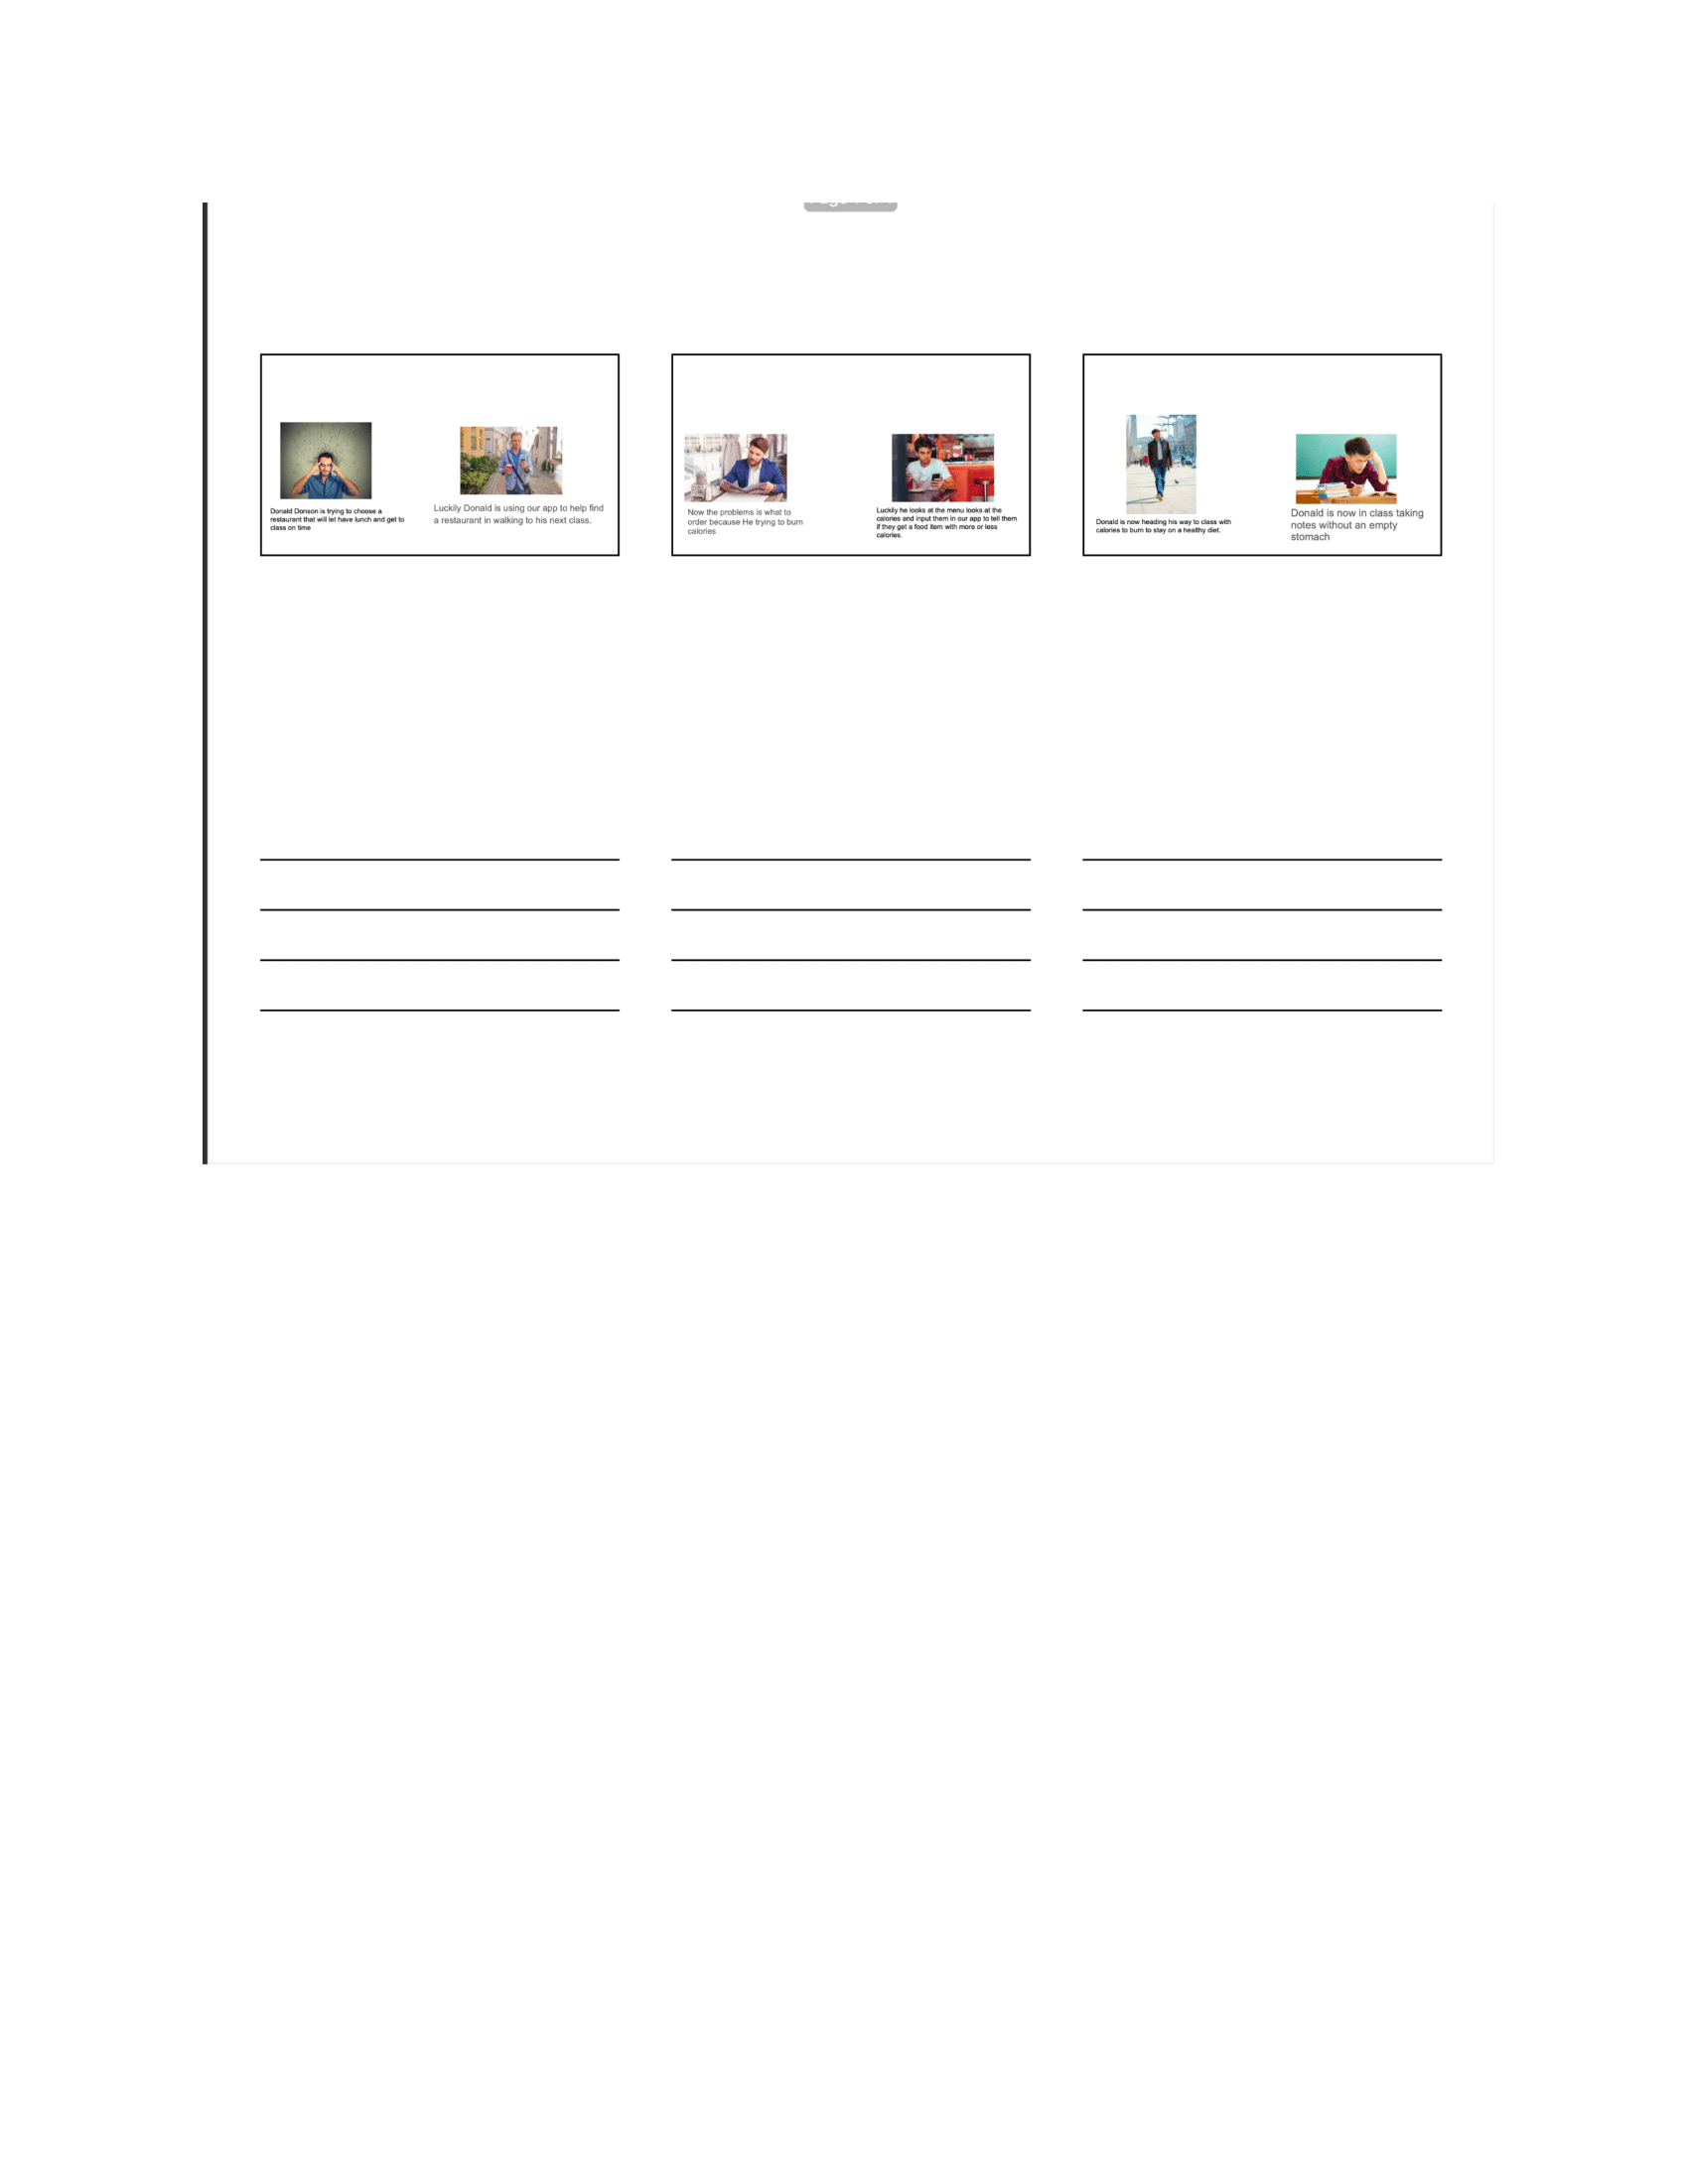 Donald Donson is trying to choose a
restaurant that will let have lunch and get to
class on time
Luckily Donald is using our app to help find
a restaurant in walking to his next class.
Now the problems is what to
order because He trying to burn
calories
Luckily he looks at the menu looks at the
calories and input them in our app to tell them
if they get a food item with more or less
calories.
Donald is now heading his way to class with
calories to burn to stay on a healthy diet.
Donald is now in class taking
notes without an empty
stomach